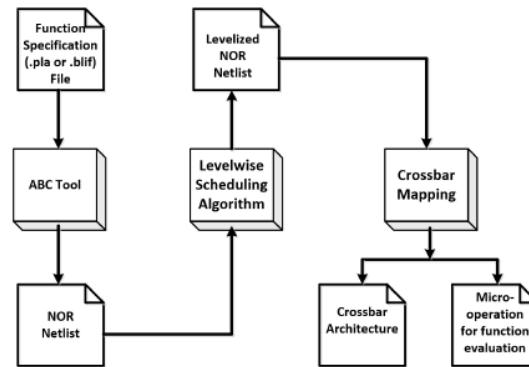 Function
Specification
(.pla or .blif)
File
ABC Tool
NOR
Netlist
Levelwise
Scheduling
Algorithm
Levelized
NOR
Netlist
Crossbar
Mapping
Crossbar
Architecture
Micro-
operation
for function
evaluation